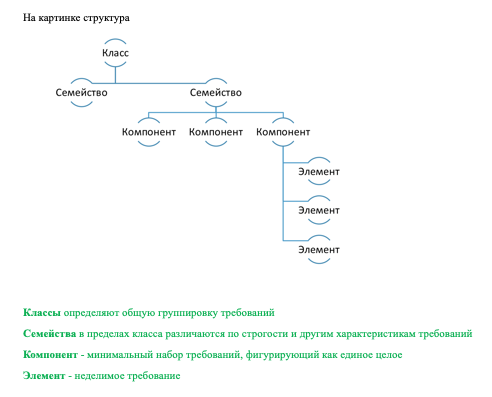 На картинке структура
Класс
Семейство Семейство
Компонент Компонент Компонент
Элемент
Элемент
Элемент
Классы определяют общую группировку требований
Семейства в пределах класса различаются по строгости и другим характеристикам требований
Компонент - минимальный набор требований, фигурирующий как единое целое
Элемент - неделимое требование